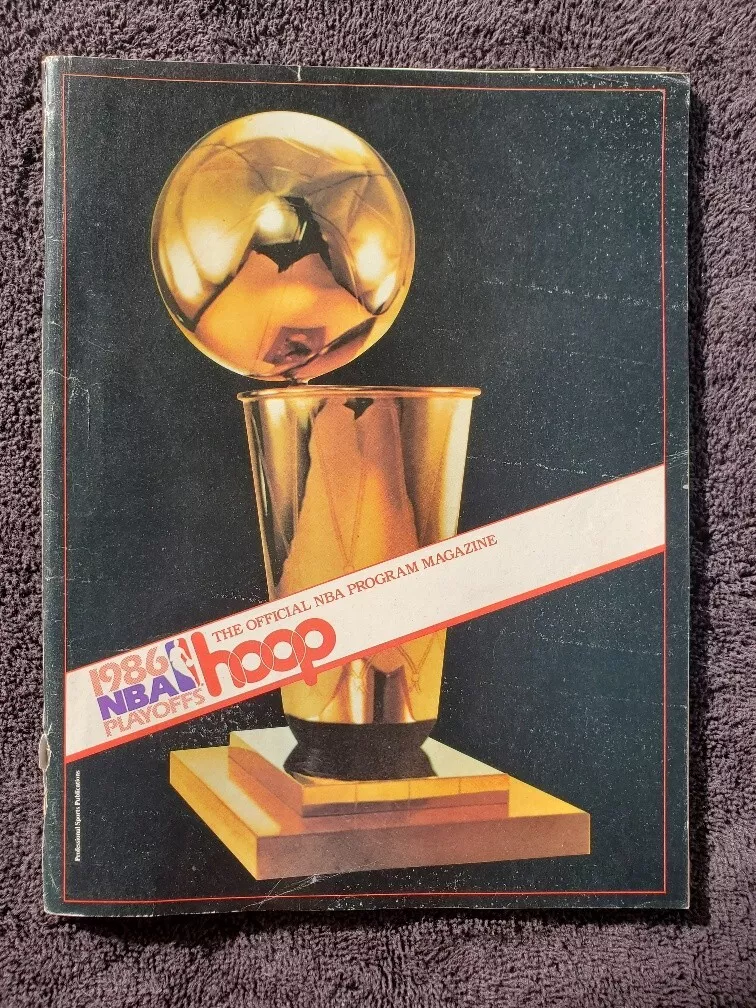 THE OFFICIAL NBA PROGRAM MAGAZINE
1986
NBA
PLAYOFFS
hoop
Professional Sports Publications